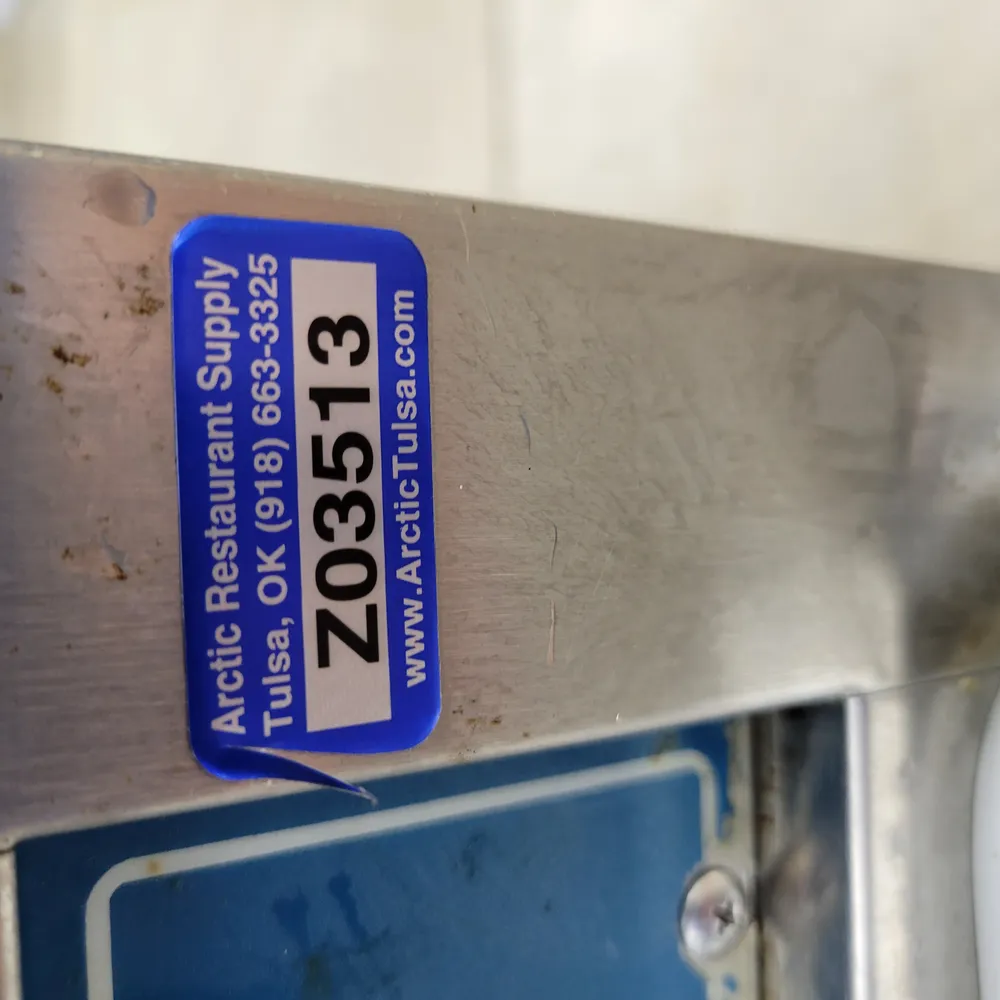 Arctic Restaurant Supply
Tulsa, OK (918) 663-3325
Z03513
www.ArcticTulsa.com